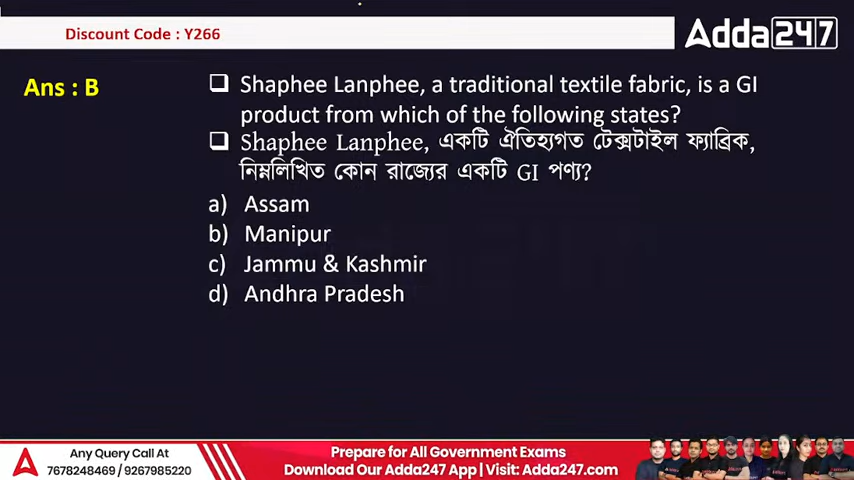 Discount Code : Y266
Adda247
Ans : B
❑ Shaphee Lanphee, a traditional textile fabric, is a GI
product from which of the following states?
❑ Shaphee Lanphee, একটি ঐতিহ্যগত টেক্সটাইল ফ্যাব্রিক,
নিম্নলিখিত কোন রাজ্যের একটি GI পণ্য?
a) Assam
b) Manipur
c) Jammu & Kashmir
d) Andhra Pradesh
Any Query Call At
7678248469 / 9267985220
Prepare for All Government Exams
Download Our Adda247 App | Visit: Adda247.com